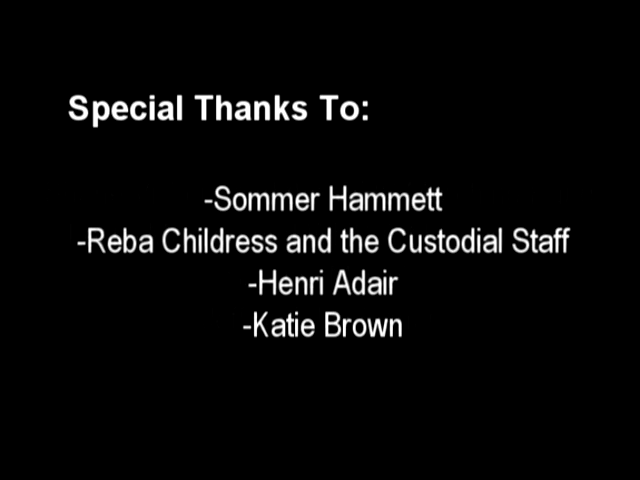 Special Thanks To:
-Sommer Hammett
-Reba Childress and the Custodial Staff
-Henri Adair
-Katie Brown